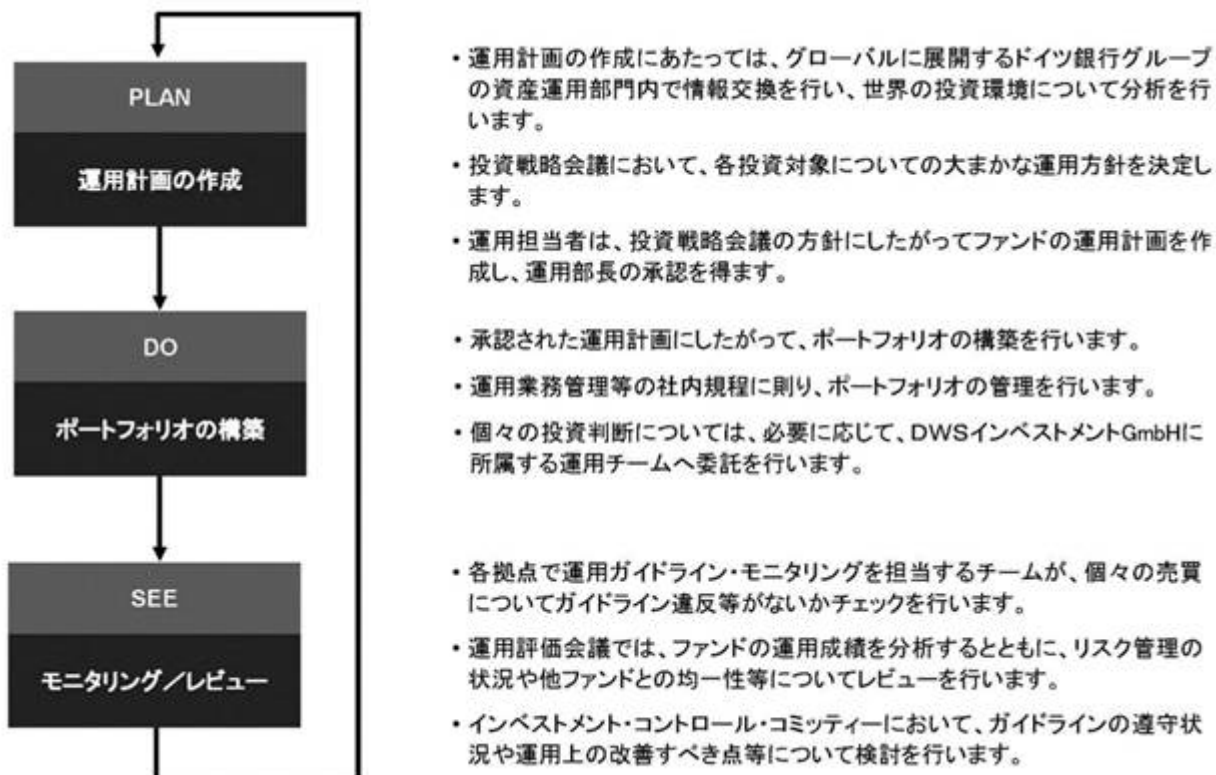 PLAN
運用計画の作成
・運用計画の作成にあたっては、グローバルに展開するドイツ銀行グループ
の資産運用部門内で情報交換を行い、世界の投資環境について分析を行
います。
・投資戦略会議において、各投資対象についての大まかな運用方針を決定し
ます。
・運用担当者は、投資戦略会議の方針にしたがってファンドの運用計画を作
成し、運用部長の承認を得ます。
DO
ポートフォリオの構築
・承認された運用計画にしたがって、ポートフォリオの構築を行います。
・運用業務管理等の社内規程に則り、ポートフォリオの管理を行います。
・個々の投資判断については、必要に応じて、DWSインベストメントGmbHに
所属する運用チームへ委託を行います。
SEE
モニタリング／レビュー
・各拠点で運用ガイドライン・モニタリングを担当するチームが、個々の売買
についてガイドライン違反等がないかチェックを行います。
・運用評価会議では、ファンドの運用成績を分析するとともに、リスク管理の
状況や他ファンドとの均一性等についてレビューを行います。
・インベストメント・コントロール・コミッティーにおいて、ガイドラインの遵守状
況や運用上の改善すべき点等について検討を行います。